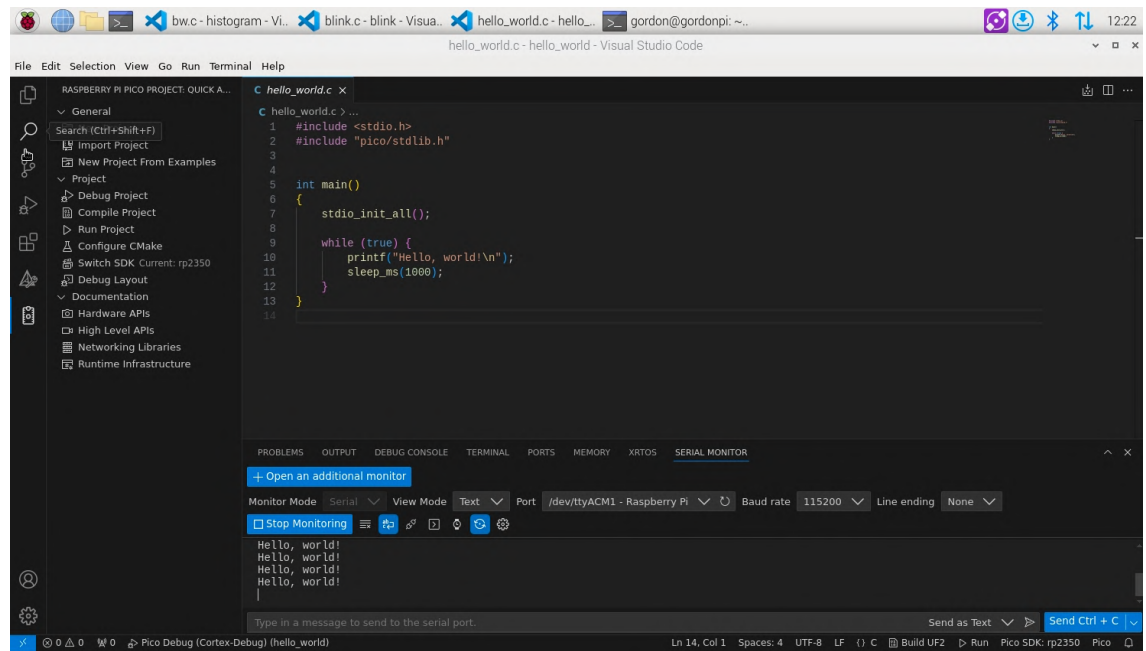 bw.c - histogram - Vi..
blink.c - blink - Visua..
hello_world.c - hello_..
gordon@gordonpi: ~..
12:22
hello_world.c - hello_world - Visual Studio Code
File Edit Selection View Go Run Terminal Help
RASPBERRY PI PICO PROJECT: QUICK A...
General
Search (Ctrl+Shift+F)
Import Project
New Project From Examples
Project
Debug Project
Compile Project
Run Project
Configure CMake
Switch SDK Current: rp2350
Debug Layout
Documentation
Hardware APIs
High Level APIs
Networking Libraries
Runtime Infrastructure
C hello_world.c ×
C hello_world.c > ...
1 #include <stdio.h>
2 #include "pico/stdlib.h"
3
4
5 int main()
6 {
7 stdio_init_all();
8
9 while (true) {
10 printf("Hello, world!\n");
11 sleep_ms(1000);
12 }
13 }
14
PROBLEMS OUTPUT DEBUG CONSOLE TERMINAL PORTS MEMORY XRTOS SERIAL MONITOR
+ Open an additional monitor
Monitor Mode Serial View Mode Text Port /dev/ttyACM1 - Raspberry Pi Baud rate 115200 Line ending None
Stop Monitoring
Hello, world!
Hello, world!
Hello, world!
Hello, world!
Type in a message to send to the serial port.
Send as Text Send Ctrl + C
0 0 0 Pico Debug (Cortex-Debug) (hello_world) Ln 14, Col 1 Spaces: 4 UTF-8 LF {} C Build UF2 Run Pico SDK: rp2350 Pico